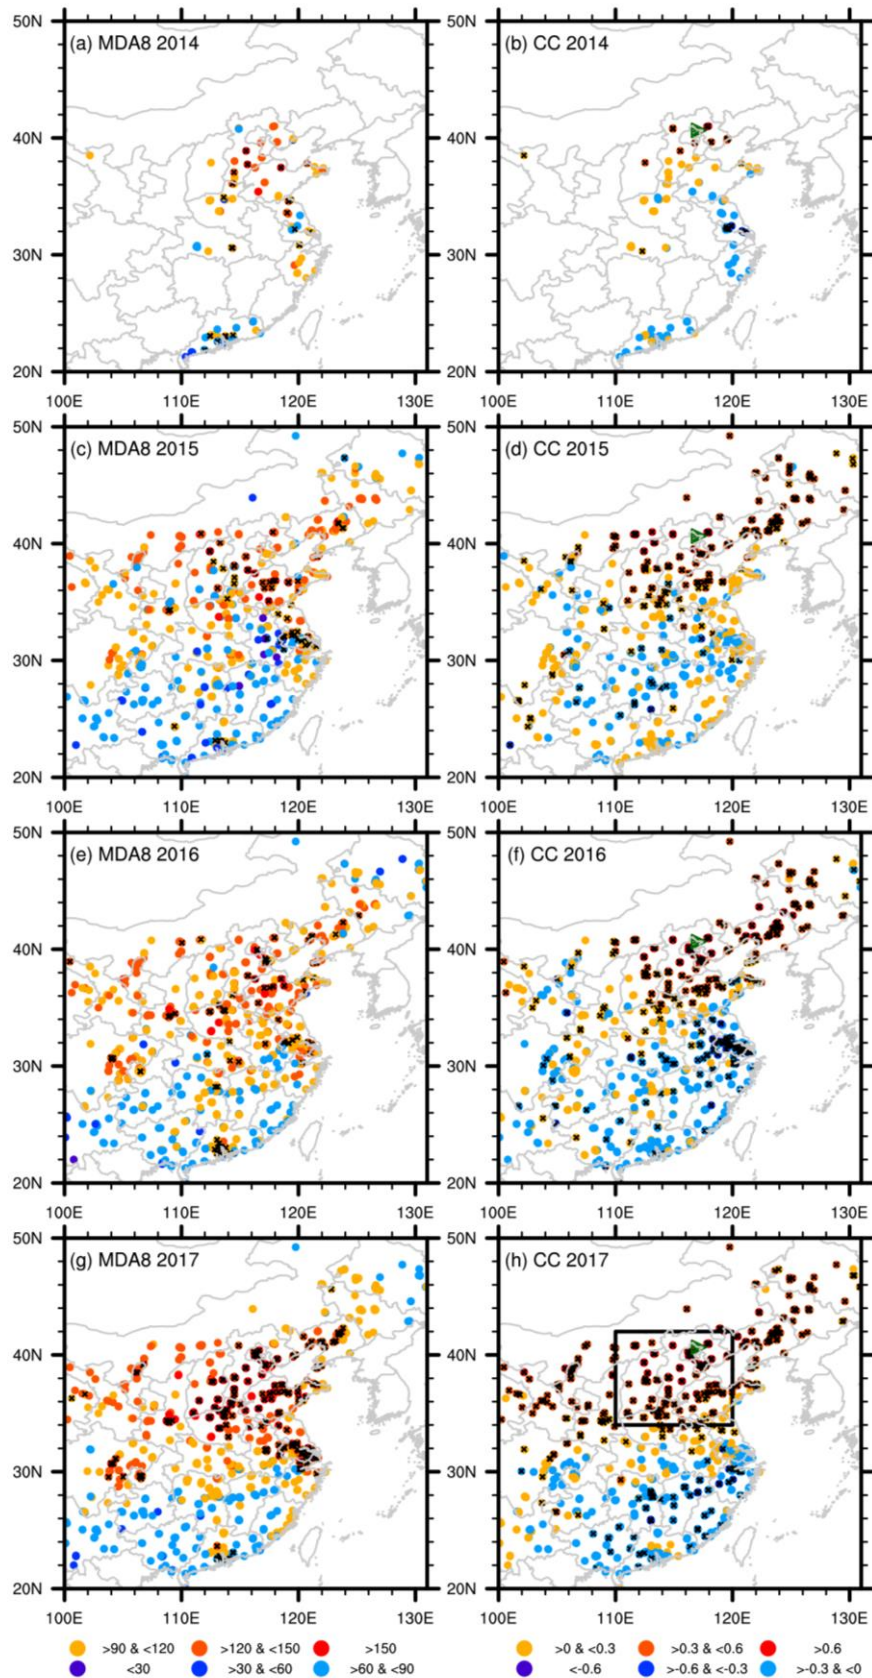 (a) MDA8 2014
(b) CC 2014
50N
40N
30N
20N
100E 110E 120E 130E
50N
40N
30N
20N
100E 110E 120E 130E
(c) MDA8 2015
(d) CC 2015
50N
40N
30N
20N
100E 110E 120E 130E
50N
40N
30N
20N
100E 110E 120E 130E
(e) MDA8 2016
(f) CC 2016
50N
40N
30N
20N
100E 110E 120E 130E
50N
40N
30N
20N
100E 110E 120E 130E
(g) MDA8 2017
(h) CC 2017
50N
40N
30N
20N
100E 110E 120E 130E
50N
40N
30N
20N
100E 110E 120E 130E
>90 & <120 >120 & <150 >150
<30 >30 & <60 >60 & <90
>0 & <0.3 >0.3 & <0.6 >0.6
<-0.6 >-0.6 & <-0.3 >-0.3 & <0